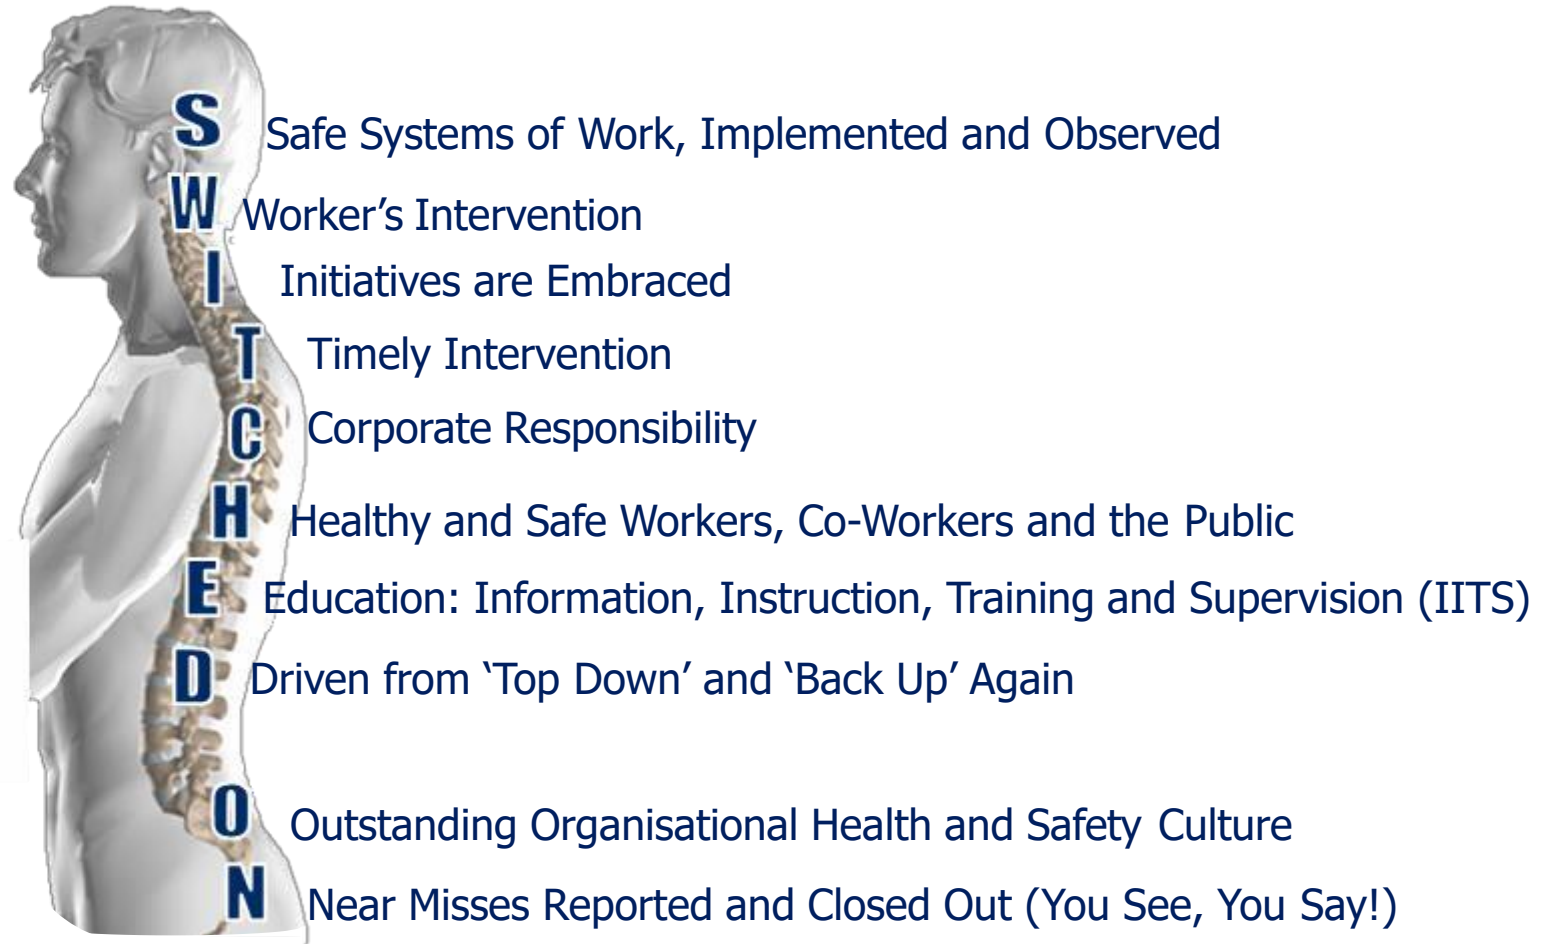 S Safe Systems of Work, Implemented and Observed
W Worker’s Intervention
I Initiatives are Embraced
T Timely Intervention
C Corporate Responsibility
H Healthy and Safe Workers, Co-Workers and the Public
E Education: Information, Instruction, Training and Supervision (IITS)
D Driven from ‘Top Down’ and ‘Back Up’ Again
O Outstanding Organisational Health and Safety Culture
N Near Misses Reported and Closed Out (You See, You Say!)